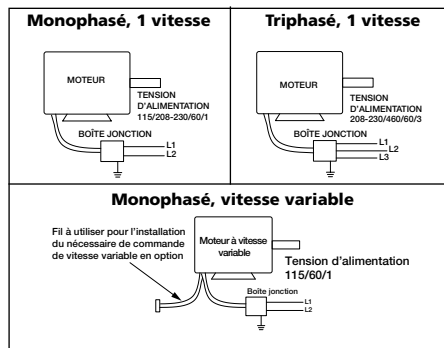 Monophasé, 1 vitesse
MOTEUR
TENSION
D'ALIMENTATION
115/208-230/60/1
BOÎTE JONCTION
L1
L2
Triphasé, 1 vitesse
MOTEUR
TENSION
D'ALIMENTATION
208-230/460/60/3
BOÎTE JONCTION
L1
L2
L3
Monophasé, vitesse variable
Fil à utiliser pour l'installation
du nécessaire de commande
de vitesse variable en option
Moteur à vitesse
variable
Tension d'alimentation
115/60/1
Boîte jonction
L1
L2